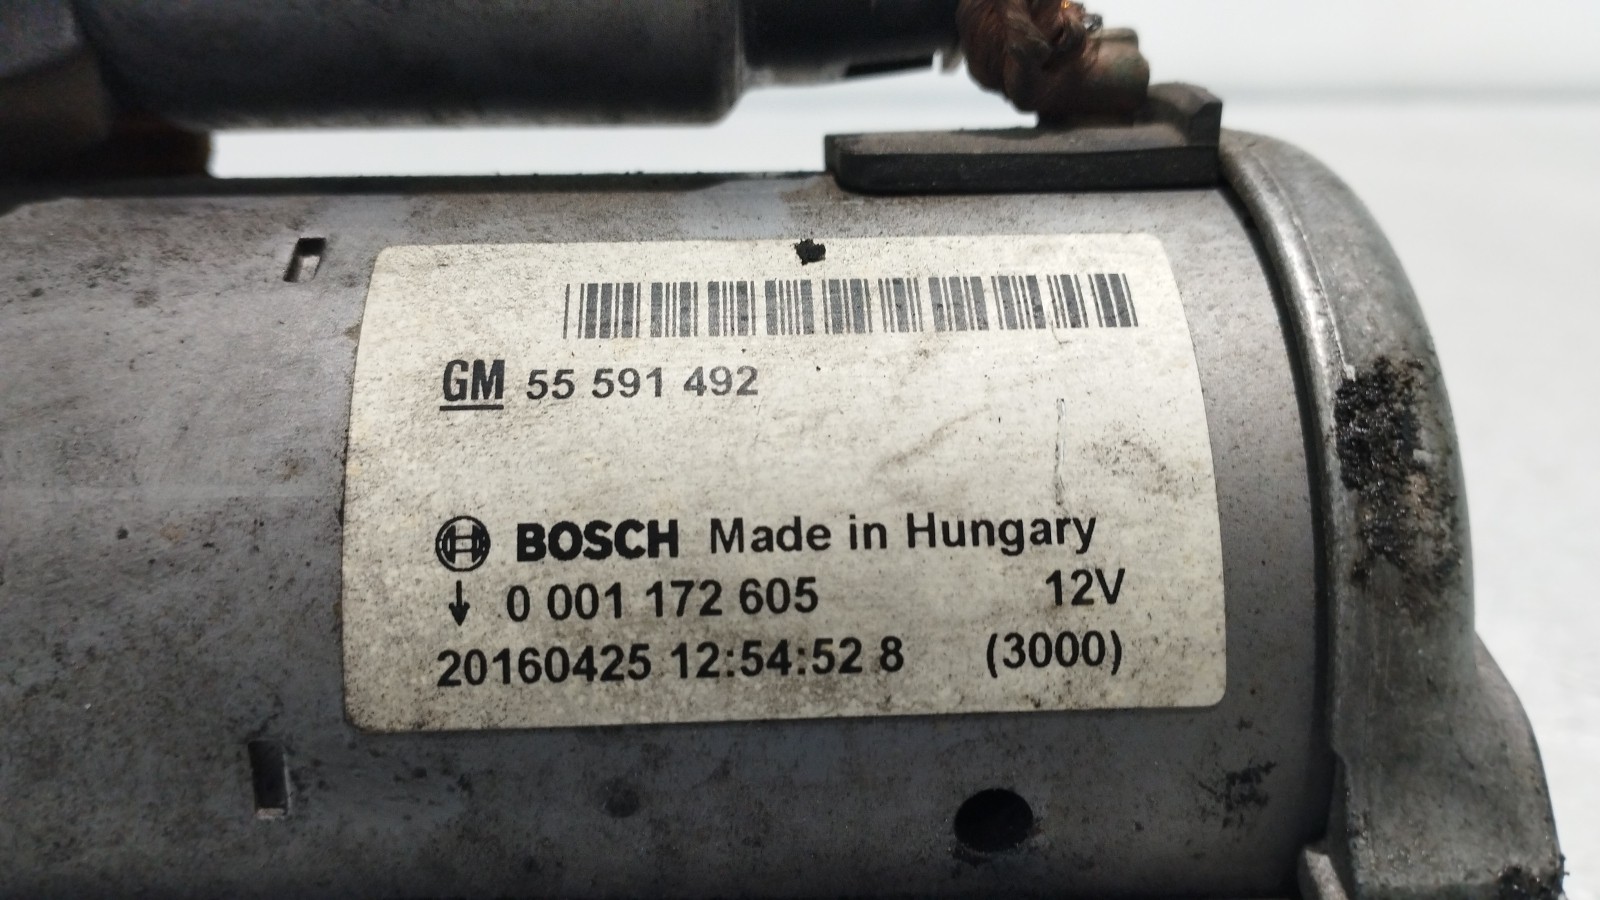 GM 55 591 492
BOSCH Made in Hungary
↓ 0 001 172 605 12V
20160425 12:54:52 8 (3000)